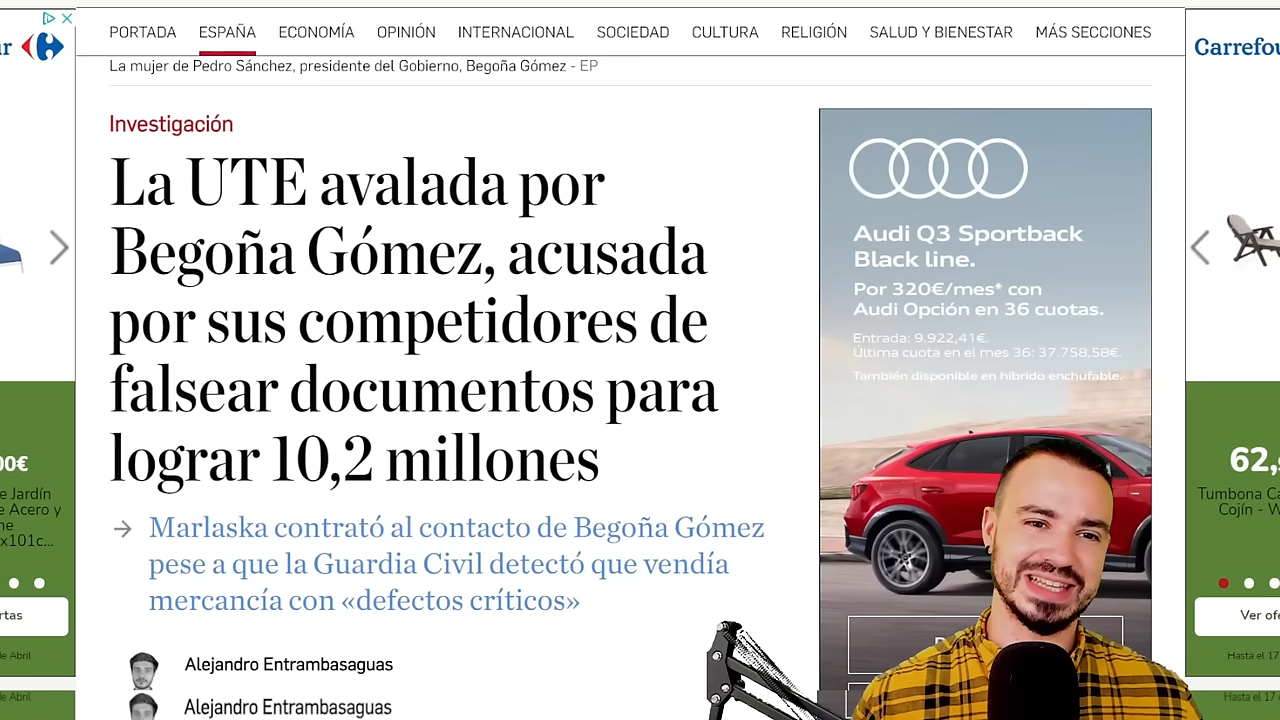 PORTADA ESPAÑA ECONOMÍA OPINIÓN INTERNACIONAL SOCIEDAD CULTURA RELIGIÓN SALUD Y BIENESTAR MÁS SECCIONES
La mujer de Pedro Sánchez, presidente del Gobierno, Begoña Gómez - EP
Investigación
La UTE avalada por
Begoña Gómez, acusada
por sus competidores de
falsear documentos para
lograr 10,2 millones
Marlaska contrató al contacto de Begoña Gómez
pese a que la Guardia Civil detectó que vendía
mercancía con «defectos críticos»
Alejandro Entrambasaguas
Alejandro Entrambasaguas
Audi Q3 Sportback
Black line.
Por 320€/mes* con
Audi Opción en 36 cuotas.
Entrada: 9.922,41€.
Última cuota en el mes 36: 37.758,58€.
También disponible en híbrido enchufable.
00€
e Jardín
e Acero y
ne
x101c...
rtas
de Abril
de Abril
Carrefou
62,
Tumbona Ca
Cojín - W
Ver ofe
Hasta el 17
Hasta el 17